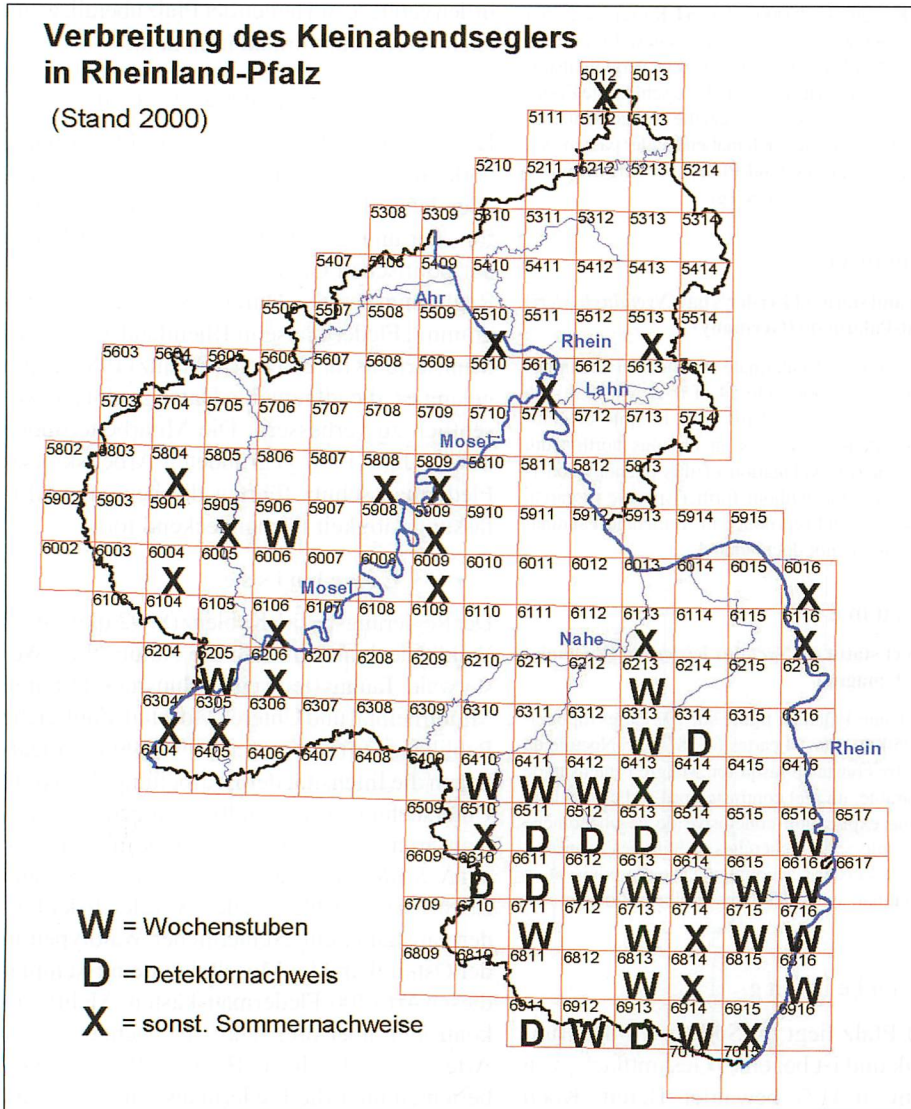 Verbreitung des Kleinabendseglers
in Rheinland-Pfalz
(Stand 2000)
5012 5013
X
5111 5112 5113
5210 5211 5212 5213 5214
5308 5309 5310 5311 5312 5313 5314
5407 5408 5409 5410 5411 5412 5413 5414
Ahr
5506 5507 5508 5509 5510 5511 5512 5513 5514
X Rhein X
5603 5604 5605 5606 5607 5608 5609 5610 5611 5612 5613 5614
X Lahn
5703 5704 5705 5706 5707 5708 5709 5710 5711 5712 5713 5714
Mosel
5802 5803 5804 5805 5806 5807 5808 5809 5810 5811 5812 5813
X X X
5902 5903 5904 5905 5906 5907 5908 5909 5910 5911 5912 5913 5914 5915
X W X
6002 6003 6004 6005 6006 6007 6008 6009 6010 6011 6012 6013 6014 6015 6016
X Mosel X X
6103 6104 6105 6106 6107 6108 6109 6110 6111 6112 6113 6114 6115 6116
X Nahe X X
6204 6205 6206 6207 6208 6209 6210 6211 6212 6213 6214 6215 6216
W X W
6304 6305 6306 6307 6308 6309 6310 6311 6312 6313 6314 6315 6316
X X W D Rhein
6404 6405 6406 6407 6408 6409 6410 6411 6412 6413 6414 6415 6416
W W W X X
6509 6510 6511 6512 6513 6514 6515 6516 6517
X D D D X W
6609 6610 6611 6612 6613 6614 6615 6616 6617
D D W W W W W
6709 6710 6711 6712 6713 6714 6715 6716
W W X W W
6809 6810 6811 6812 6813 6814 6815 6816
W X W
6911 6912 6913 6914 6915 6916
D W D W X
7014 7015
W = Wochenstuben
D = Detektornachweis
X = sonst. Sommernachweise